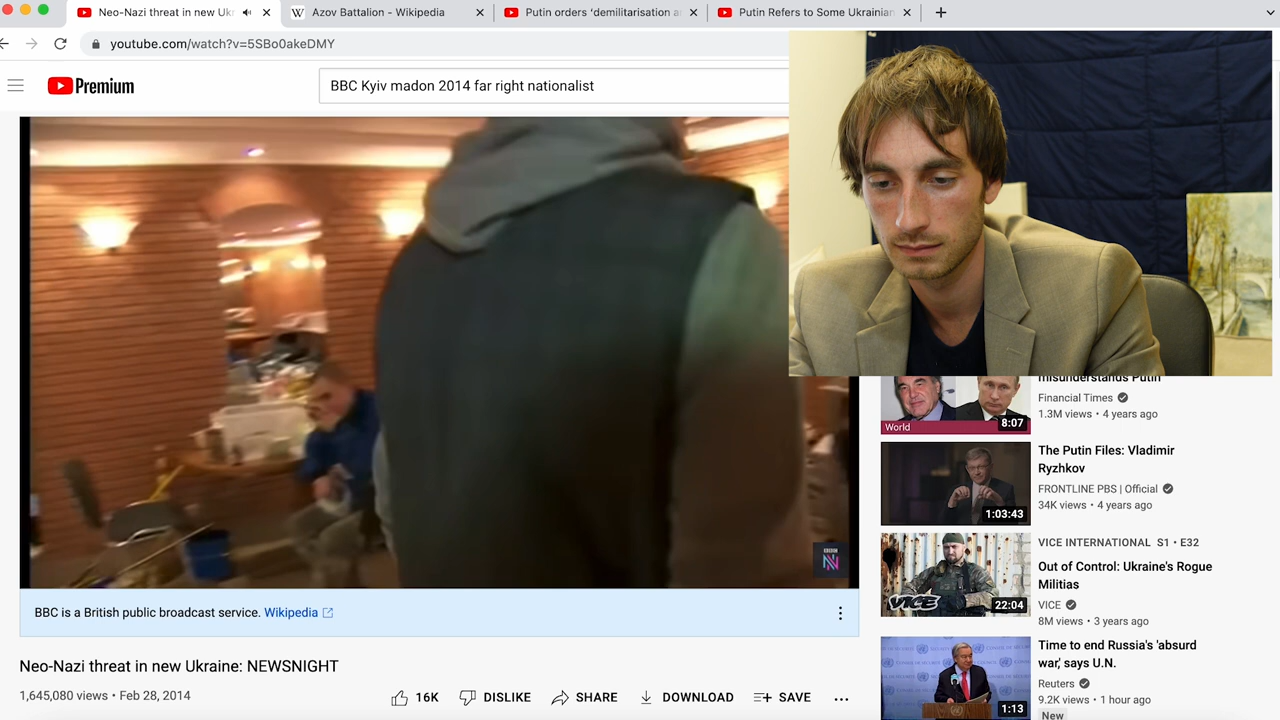 Neo-Nazi threat in new Ukr
Azov Battalion - Wikipedia
Putin orders 'demilitarisation a
Putin Refers to Some Ukrainian
youtube.com/watch?v=5SBo0akeDMY
Premium
BBC Kyiv madon 2014 far right nationalist
BBC is a British public broadcast service. Wikipedia
Neo-Nazi threat in new Ukraine: NEWSNIGHT
1,645,080 views • Feb 28, 2014
16K
DISLIKE
SHARE
DOWNLOAD
SAVE
misunderstands Putin
Financial Times
1.3M views • 4 years ago
World
8:07
The Putin Files: Vladimir
Ryzhkov
FRONTLINE PBS | Official
34K views • 4 years ago
1:03:43
VICE INTERNATIONAL S1 • E32
Out of Control: Ukraine's Rogue
Militias
VICE
8M views • 3 years ago
VICE
22:04
Time to end Russia's 'absurd
war,' says U.N.
Reuters
9.2K views • 1 hour ago
New
1:13